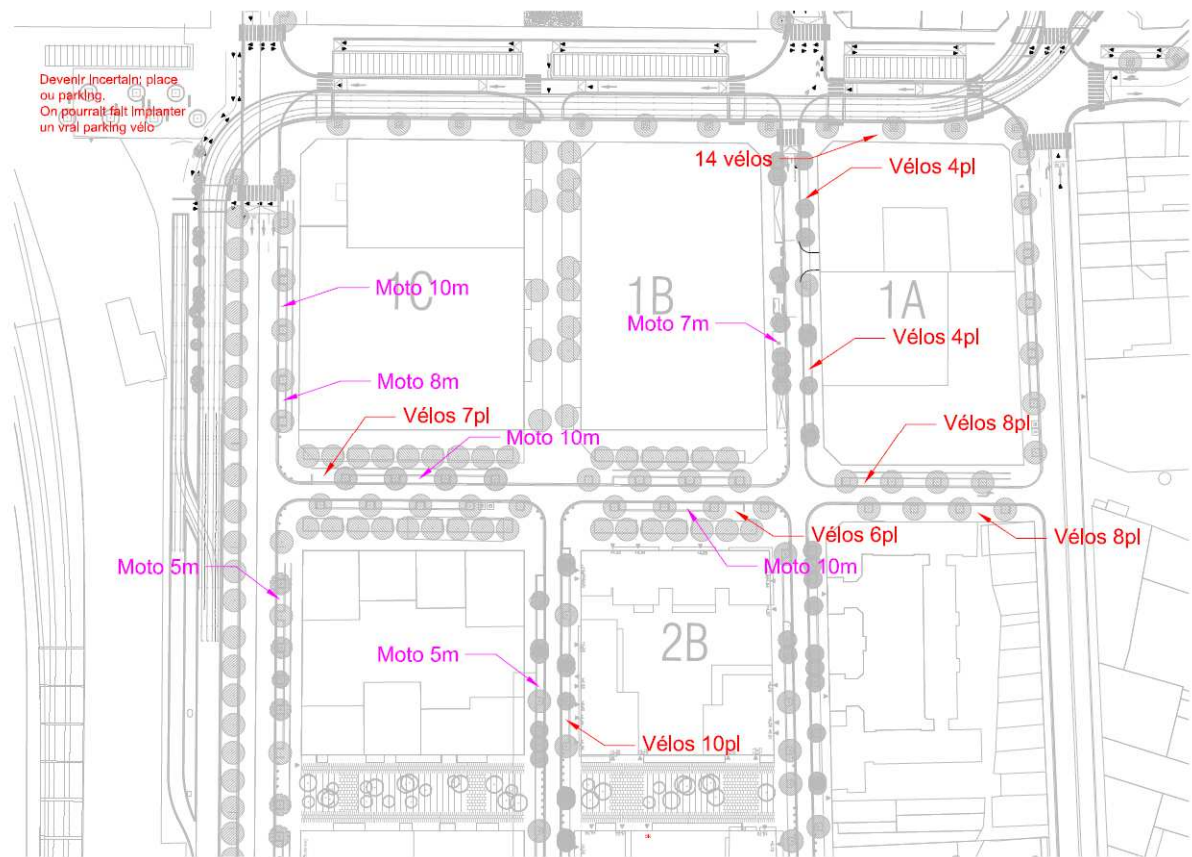 Devenir incertain: place
ou parking.
On pourrait fait implanter
un vrai parking vélo
14 vélos
Vélos 4pl
Moto 10m
1C
1B
1A
Moto 7m
Vélos 4pl
Moto 8m
Vélos 7pl
Moto 10m
Vélos 8pl
Vélos 6pl
Vélos 8pl
Moto 5m
Moto 10m
2B
Moto 5m
Vélos 10pl